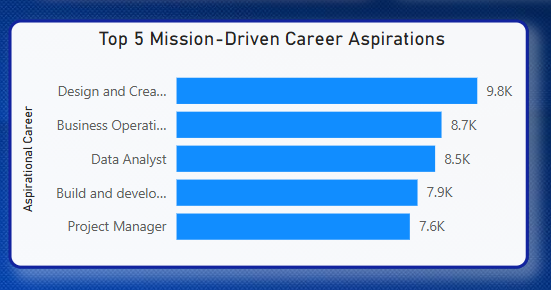 Top 5 Mission-Driven Career Aspirations
Aspirational Career
Design and Crea... 9.8K
Business Operati... 8.7K
Data Analyst 8.5K
Build and develo... 7.9K
Project Manager 7.6K